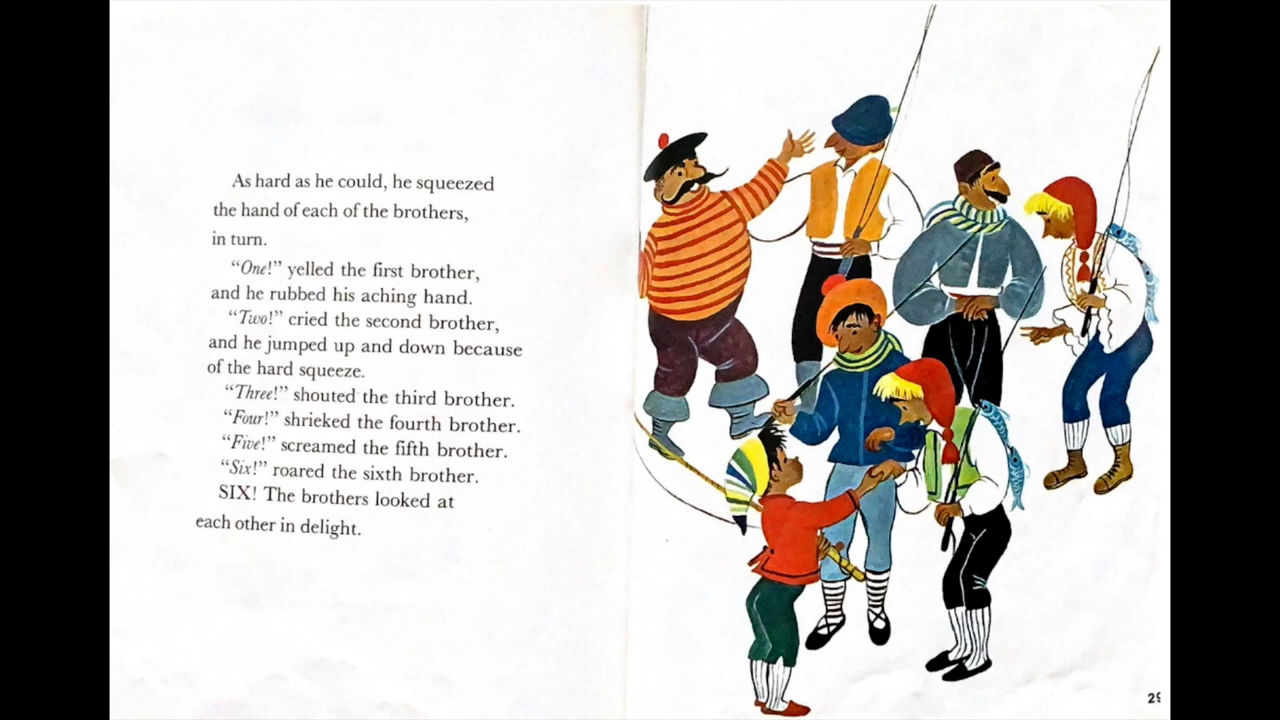 As hard as he could, he squeezed
the hand of each of the brothers,
in turn.
“One!” yelled the first brother,
and he rubbed his aching hand.
“Two!” cried the second brother,
and he jumped up and down because
of the hard squeeze.
“Three!” shouted the third brother.
“Four!” shrieked the fourth brother.
“Five!” screamed the fifth brother.
“Six!” roared the sixth brother.
SIX! The brothers looked at
each other in delight.